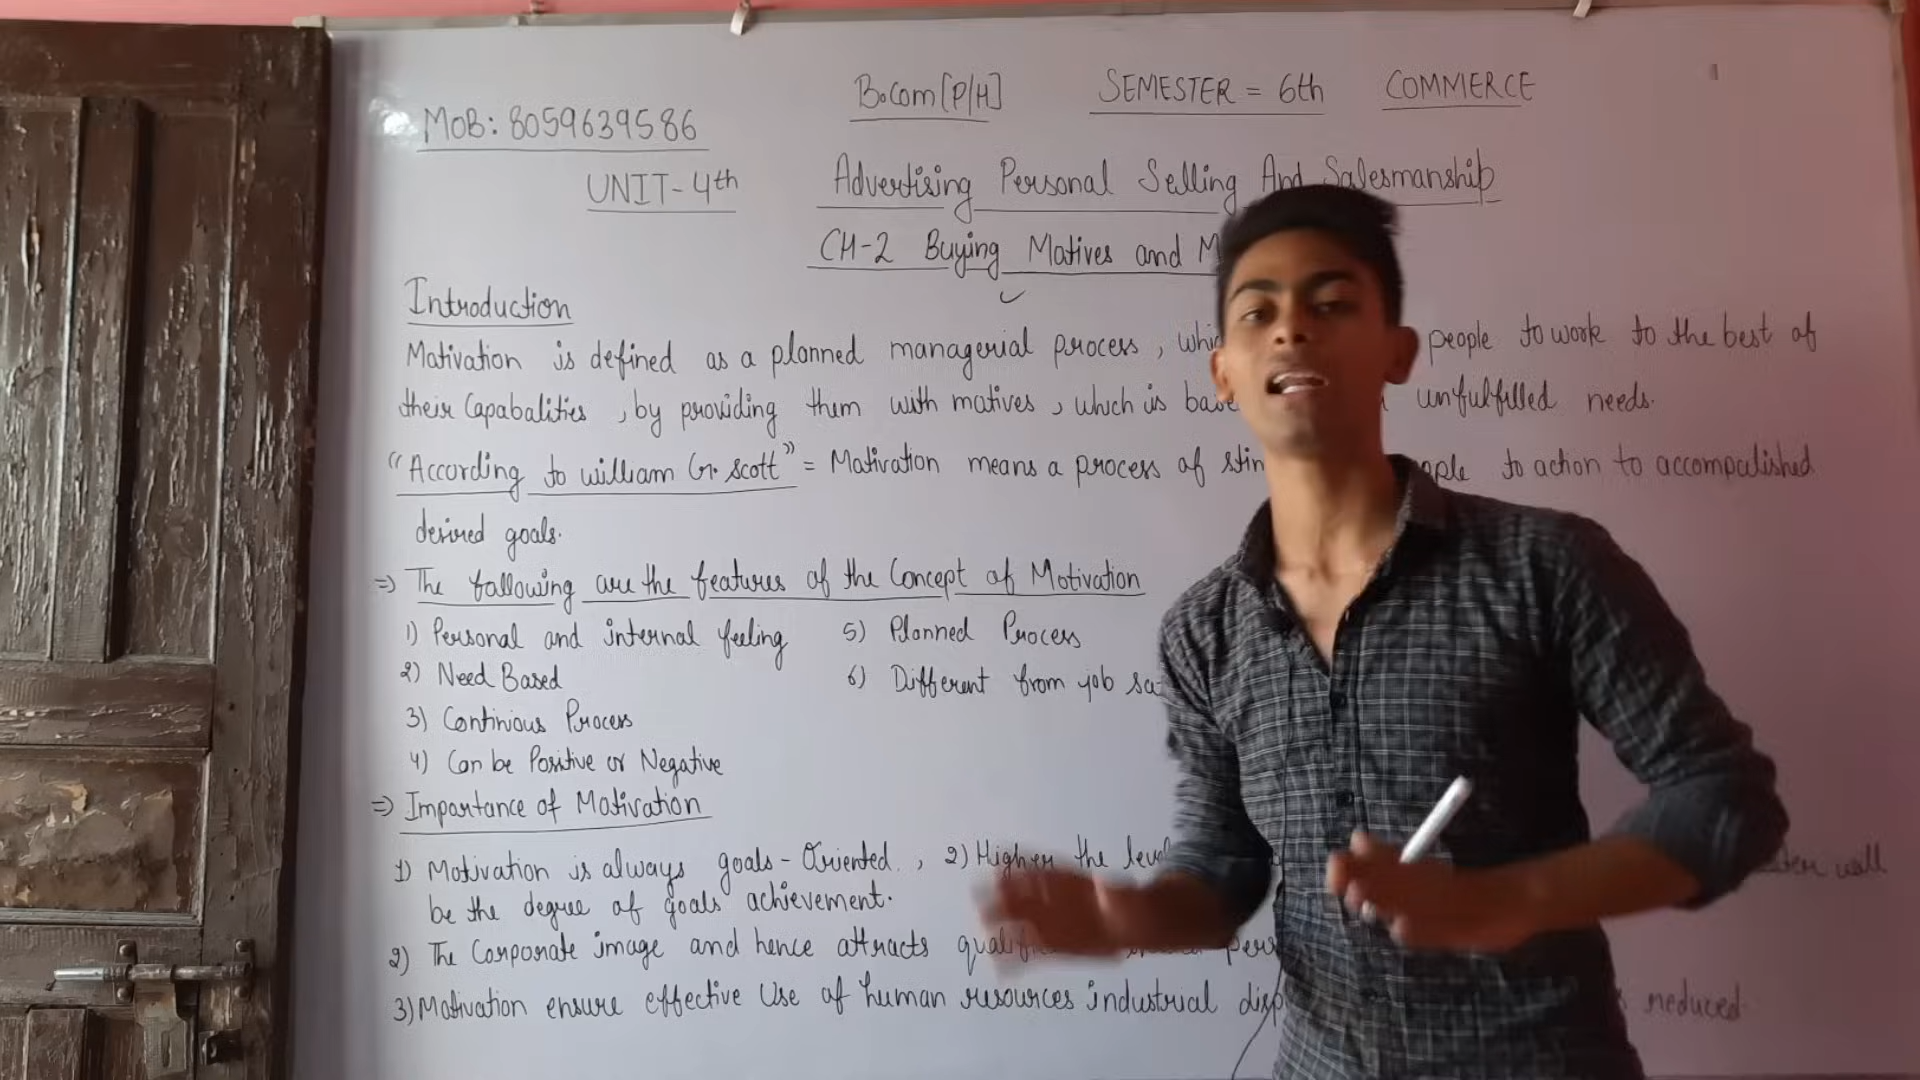 B.Com [P/H] SEMESTER = 6th COMMERCE
MOB: 8059639586
UNIT - 4th Advertising Personal Selling And Salesmanship
CH-2 Buying Motives and
Introduction
Motivation is defined as a planned managerial process, people to work to the best of
their Capabalities, by providing them with motives, which is unfulfilled needs.
"According to william G. scott" = Motivation means a process of to action to accompalished
desired goals.
=) The following are the features of the Concept of Motivation
1) Personal and internal feeling 5) Planned Process
2) Need Based 6) Different from job
3) Continious Process
4) Can be Positive or Negative
=) Importance of Motivation
1) Motivation is always goals - Oriented., 2) Higher the will
be the degree of goals achievement.
2) The Corporate image and hence attracts
3) Motivation ensure effective Use of human resources industrial reduced